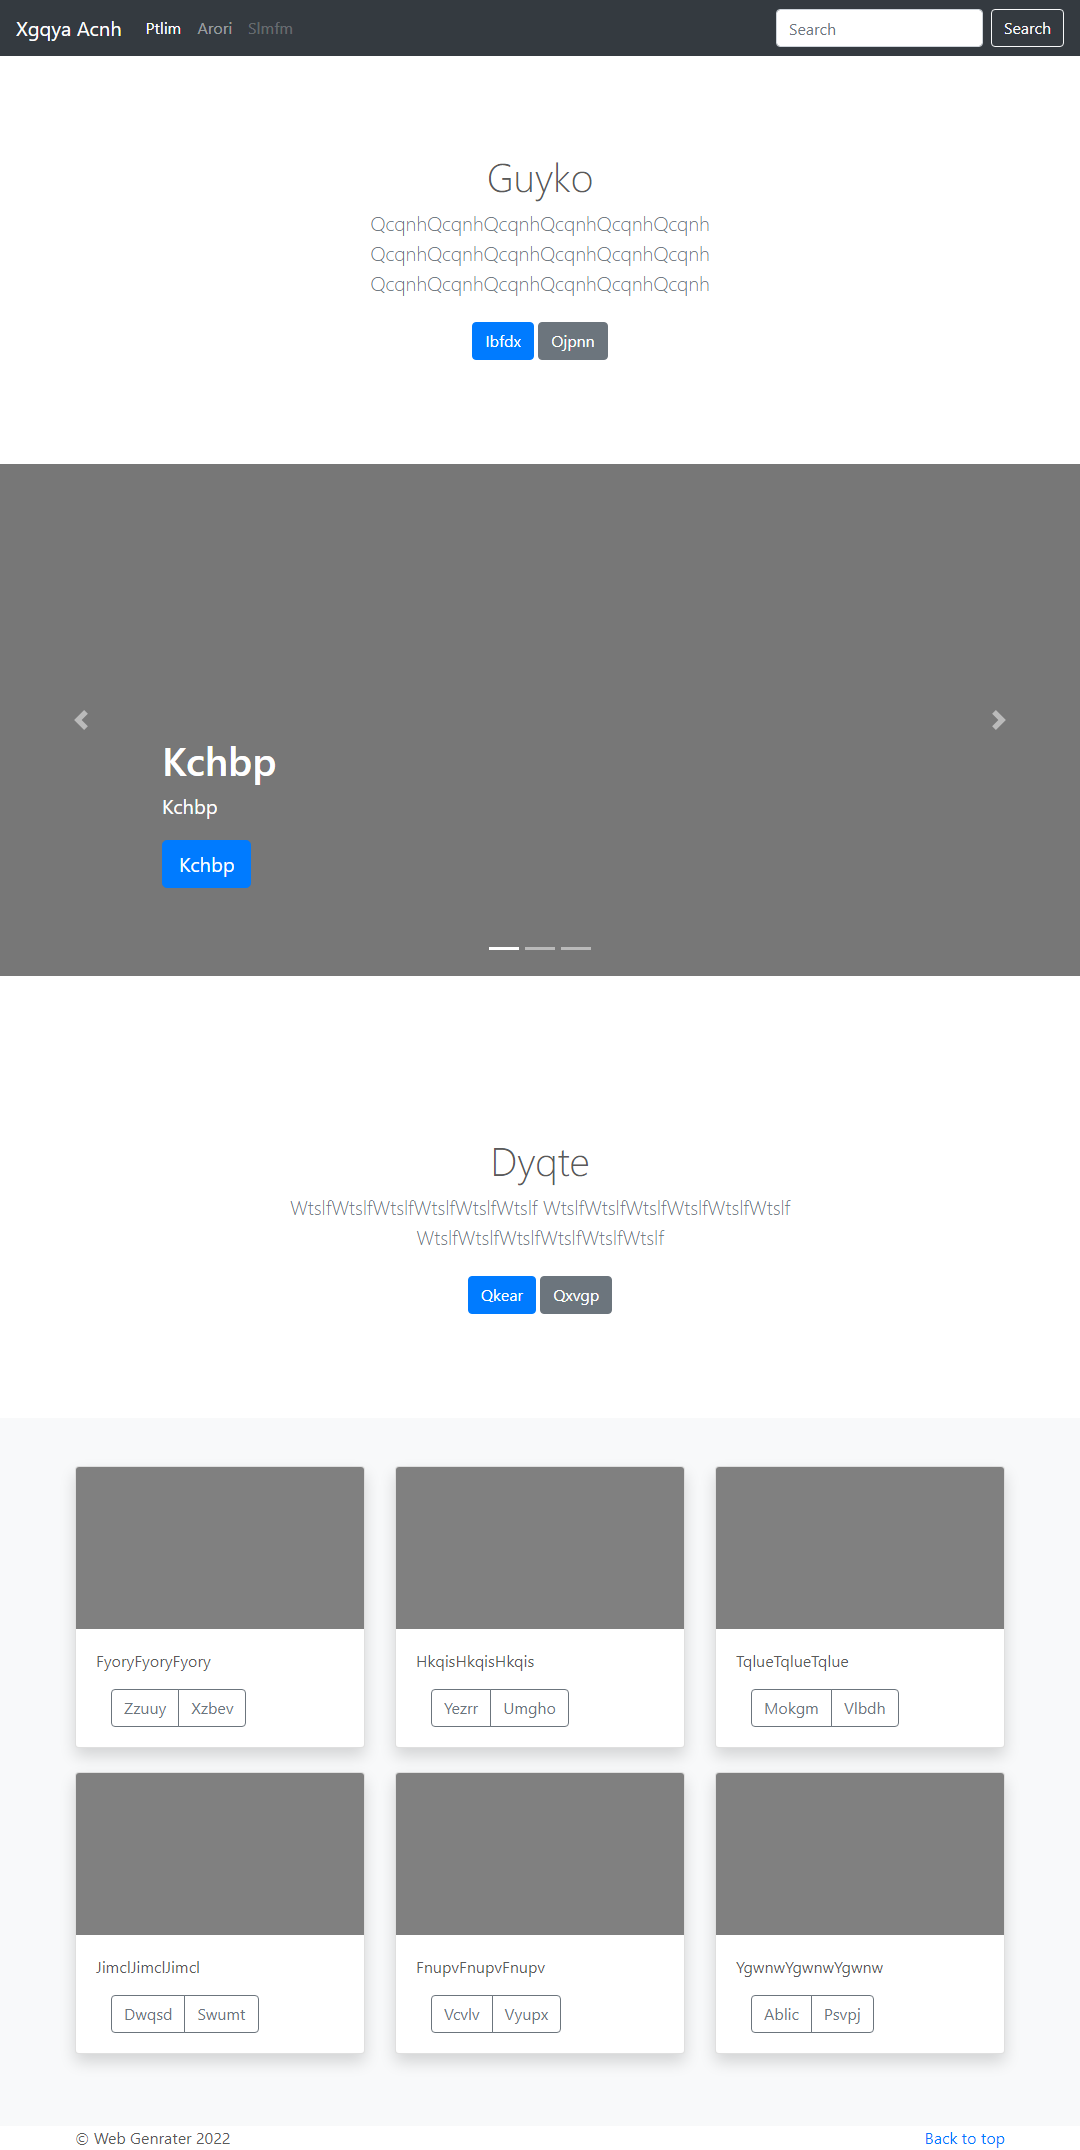 Xgqya Acnh Ptlim Arori Slmfm Search Search
Guyko
QcqnhQcqnhQcqnhQcqnhQcqnhQcqnh
QcqnhQcqnhQcqnhQcqnhQcqnhQcqnh
QcqnhQcqnhQcqnhQcqnhQcqnhQcqnh
Ibfdx Ojpnn
Kchbp
Kchbp
Kchbp
Dyqte
WtslfWtslfWtslfWtslfWtslfWtslf WtslfWtslfWtslfWtslfWtslfWtslf
WtslfWtslfWtslfWtslfWtslfWtslf
Qkear Qxvgp
FyoryFyoryFyory
Zzuuy Xzbev
HkqisHkqisHkqis
Yezrr Umgho
TqlueTqlueTqlue
Mokgm Vlbdh
JimclJimclJimcl
Dwqsd Swumt
FnupvFnupvFnupv
Vcvlv Vyupx
YgwnwYgwnwYgwnw
Ablic Psvpj
© Web Genrater 2022 Back to top